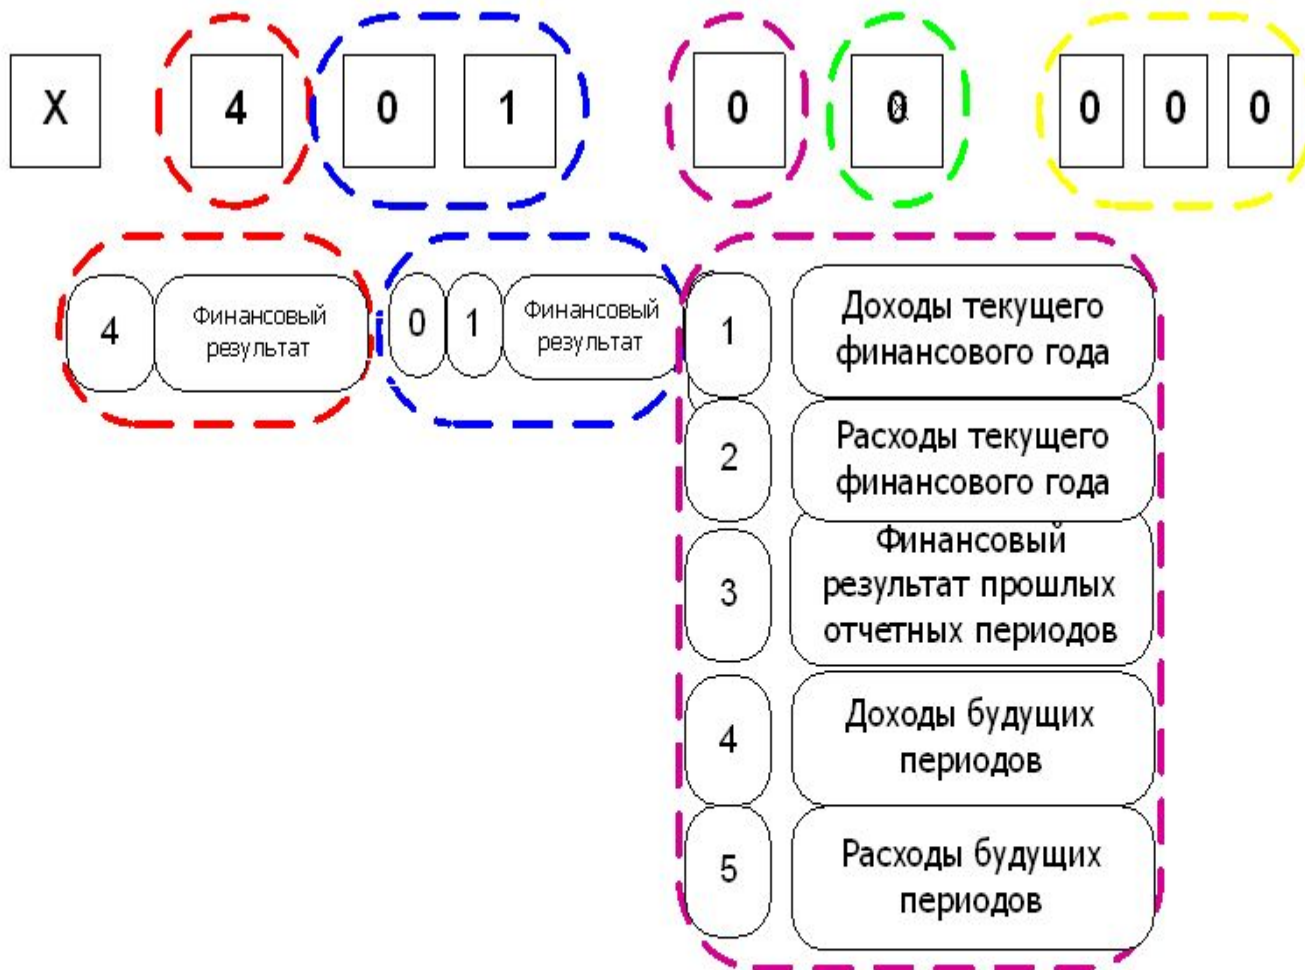 X 4 0 1 0 0 0 0 0
4 Финансовый результат 0 1 Финансовый результат
1 Доходы текущего
финансового года
2 Расходы текущего
финансового года
3 Финансовый
результат прошлых
отчетных периодов
4 Доходы будущих
периодов
5 Расходы будущих
периодов